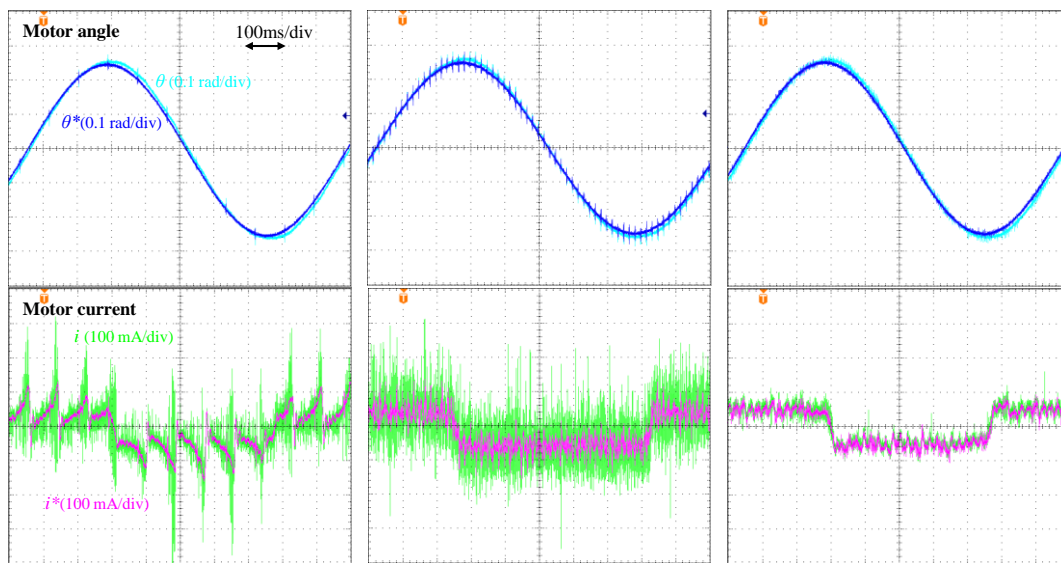 T
T
T
Motor angle
100ms/div
θ (0.1 rad/div)
θ*(0.1 rad/div)
T
T
T
Motor current
i (100 mA/div)
i*(100 mA/div)